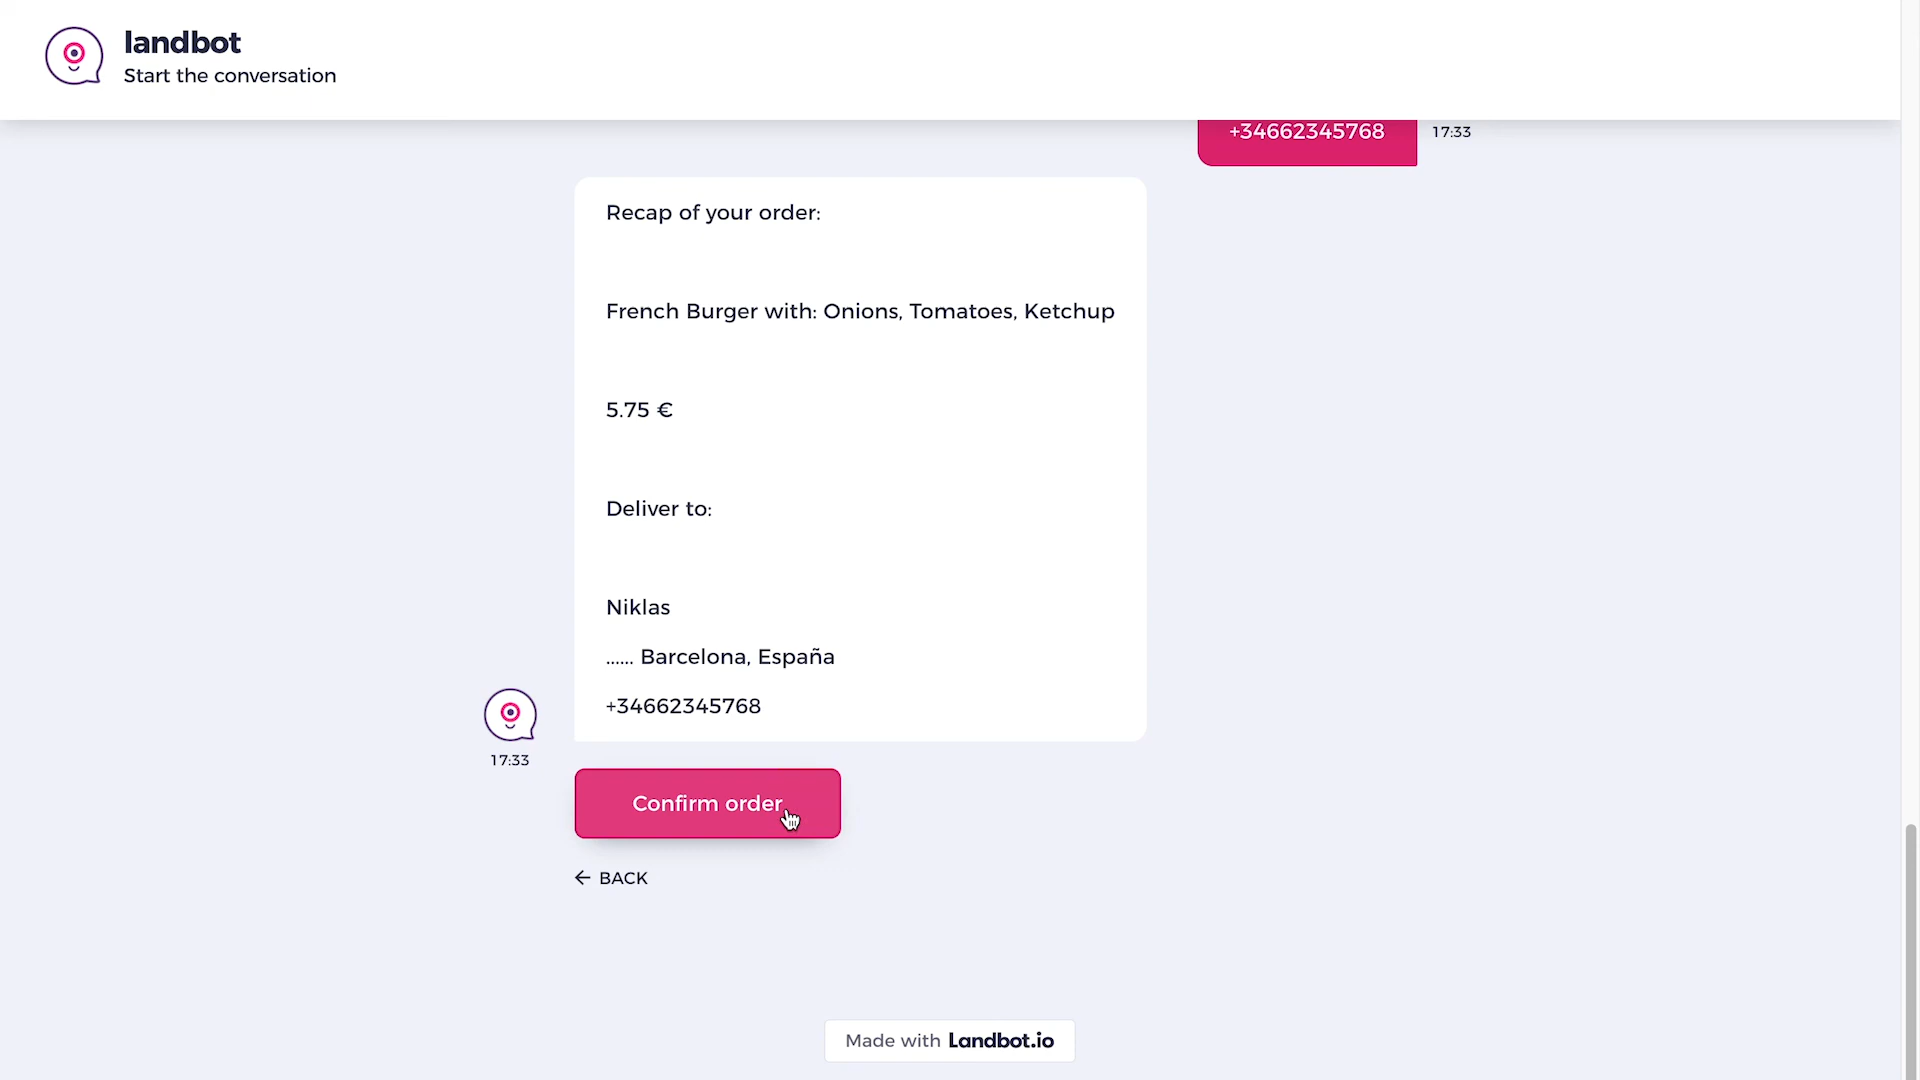 landbot
Start the conversation
+34662345768
17:33
Recap of your order:
French Burger with: Onions, Tomatoes, Ketchup
5.75 €
Deliver to:
Niklas
...... Barcelona, España
+34662345768
17:33
Confirm order
← BACK
Made with Landbot.io